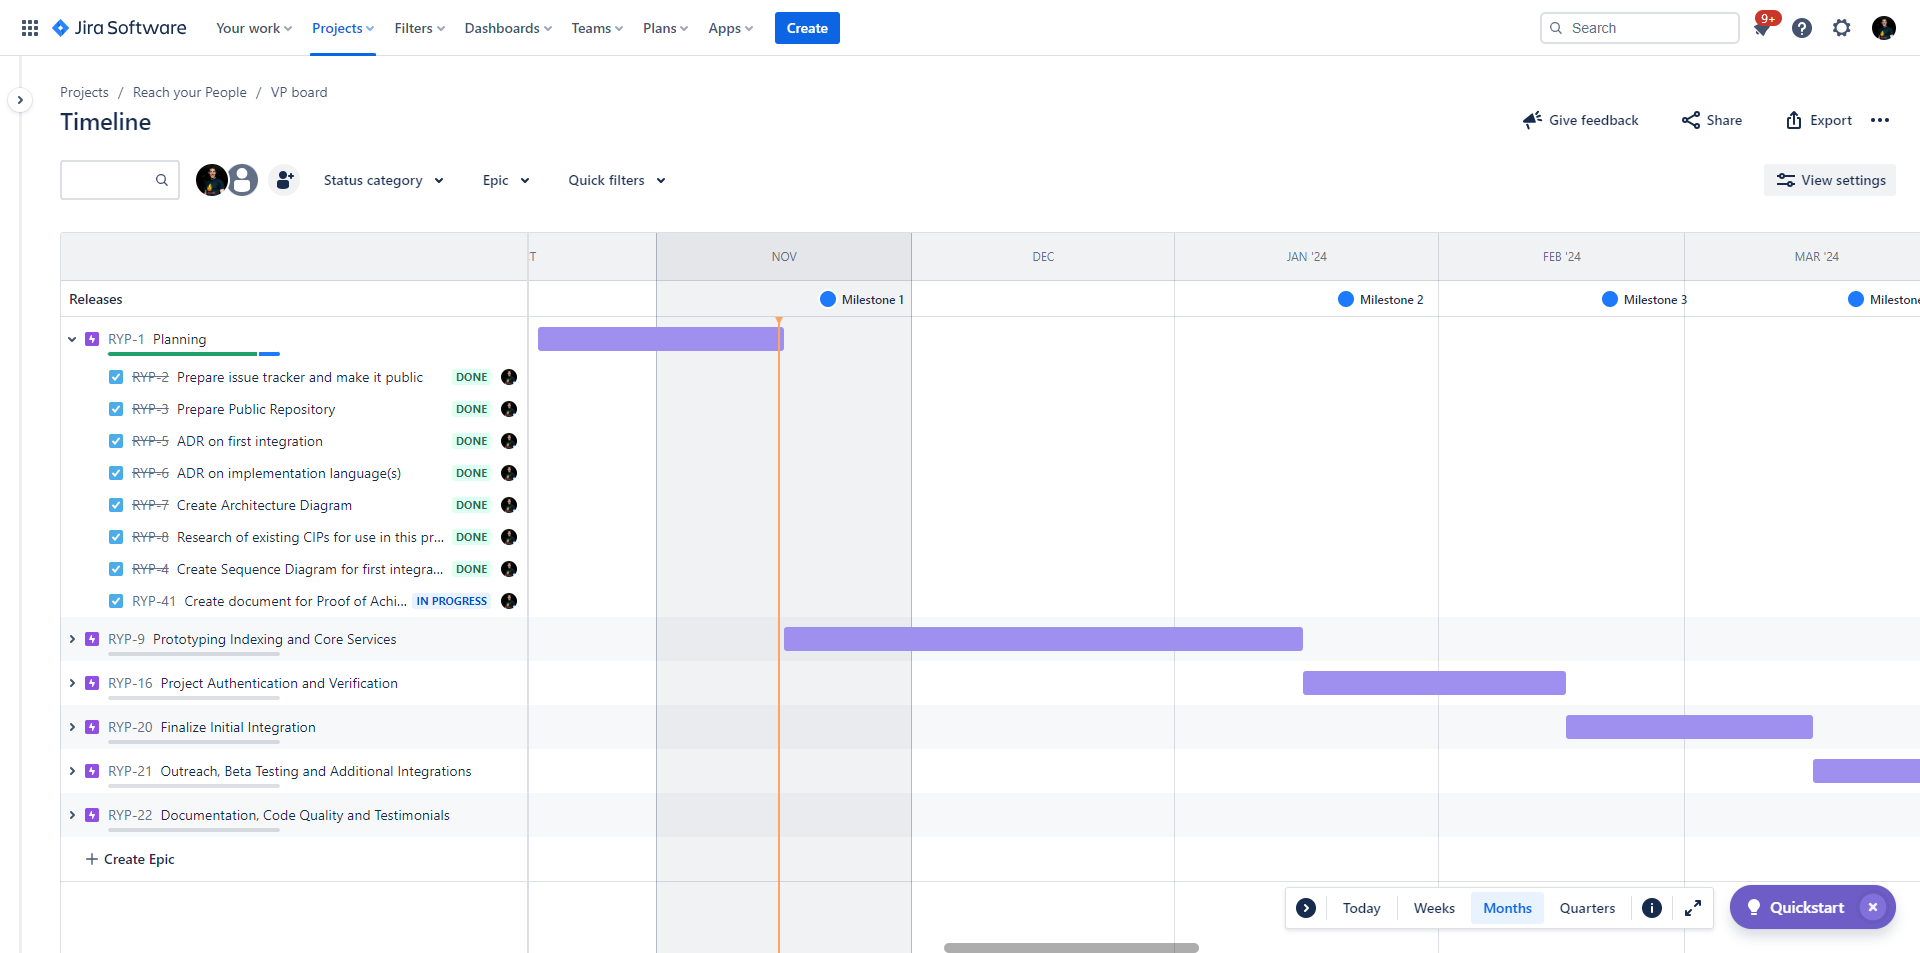 Jira Software Your work Projects Filters Dashboards Teams Plans Apps Create Search 9+
Projects / Reach your People / VP board
Timeline
Give feedback Share Export
Status category Epic Quick filters View settings
T NOV DEC JAN '24 FEB '24 MAR '24
Releases Milestone 1 Milestone 2 Milestone 3 Milestone
RYP-1 Planning
RYP-2 Prepare issue tracker and make it public DONE
RYP-3 Prepare Public Repository DONE
RYP-5 ADR on first integration DONE
RYP-6 ADR on implementation language(s) DONE
RYP-7 Create Architecture Diagram DONE
RYP-8 Research of existing CIPs for use in this pr... DONE
RYP-4 Create Sequence Diagram for first integra... DONE
RYP-41 Create document for Proof of Achi... IN PROGRESS
RYP-9 Prototyping Indexing and Core Services
RYP-16 Project Authentication and Verification
RYP-20 Finalize Initial Integration
RYP-21 Outreach, Beta Testing and Additional Integrations
RYP-22 Documentation, Code Quality and Testimonials
+ Create Epic
Today Weeks Months Quarters Quickstart